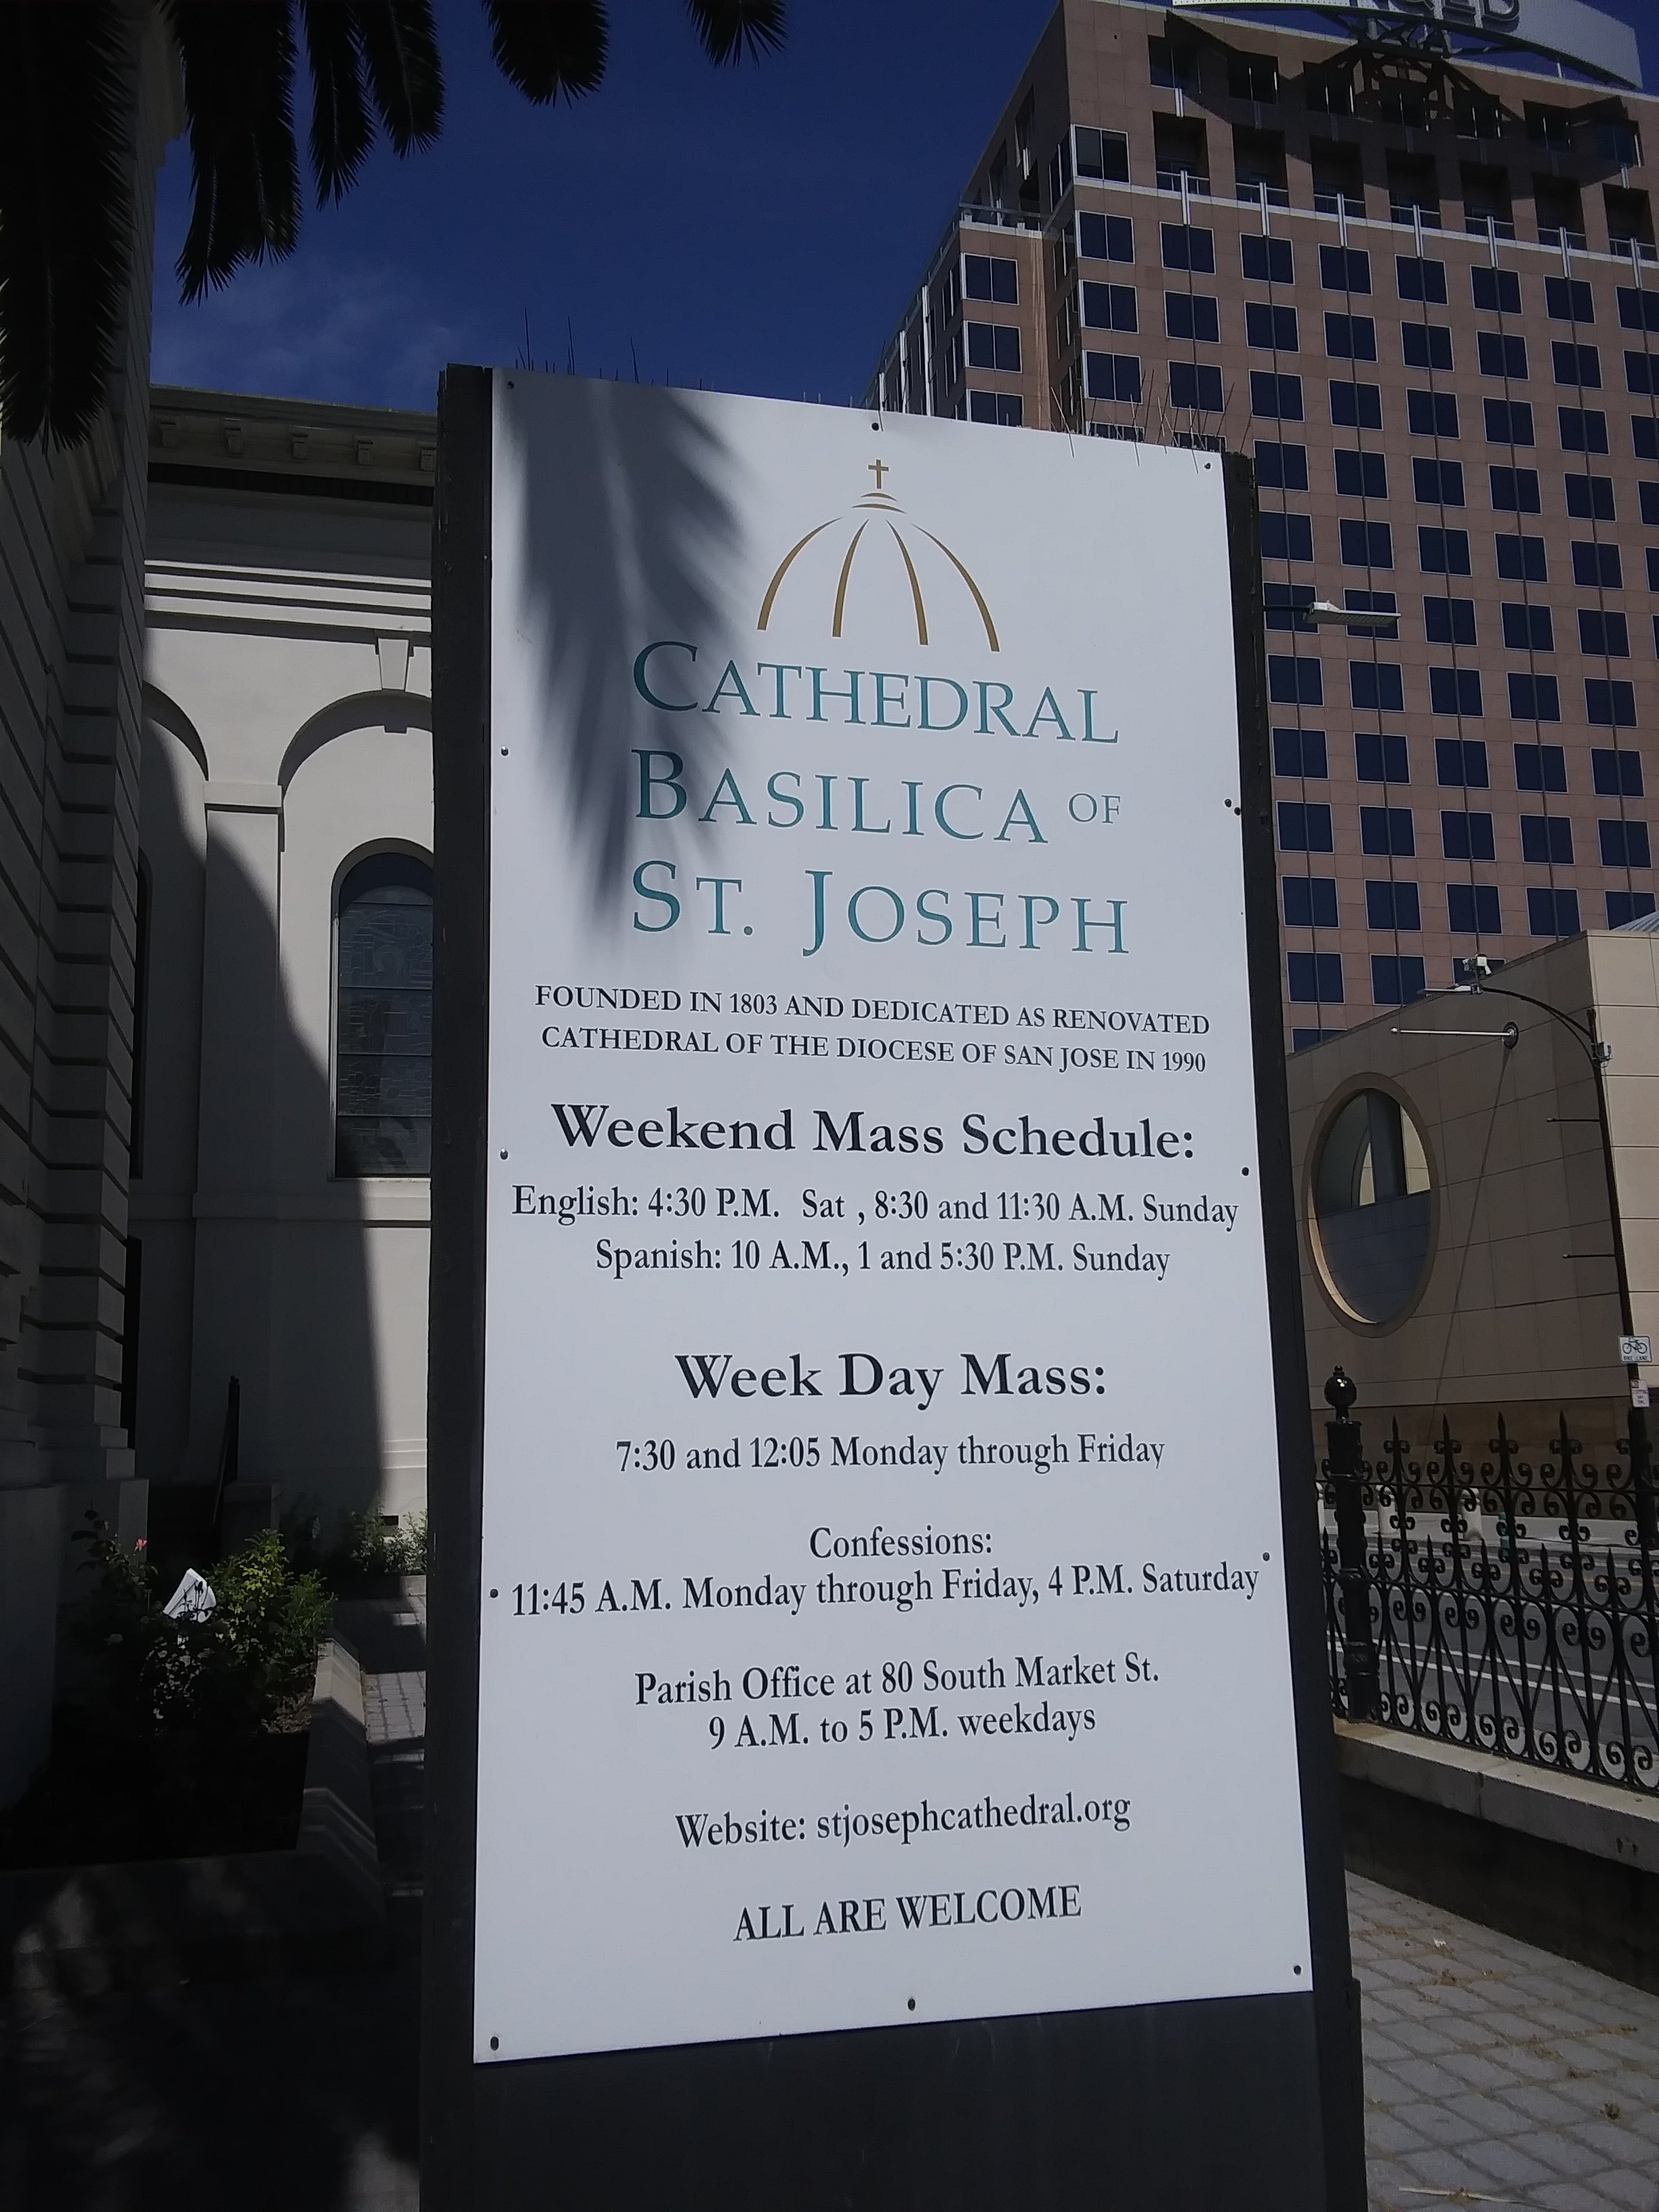 CATHEDRAL
BASILICA OF
ST. JOSEPH
FOUNDED IN 1803 AND DEDICATED AS RENOVATED
CATHEDRAL OF THE DIOCESE OF SAN JOSE IN 1990
Weekend Mass Schedule:
English: 4:30 P.M. Sat , 8:30 and 11:30 A.M. Sunday
Spanish: 10 A.M., 1 and 5:30 P.M. Sunday
Week Day Mass:
7:30 and 12:05 Monday through Friday
Confessions:
11:45 A.M. Monday through Friday, 4 P.M. Saturday
Parish Office at 80 South Market St.
9 A.M. to 5 P.M. weekdays
Website: stjosephcathedral.org
ALL ARE WELCOME